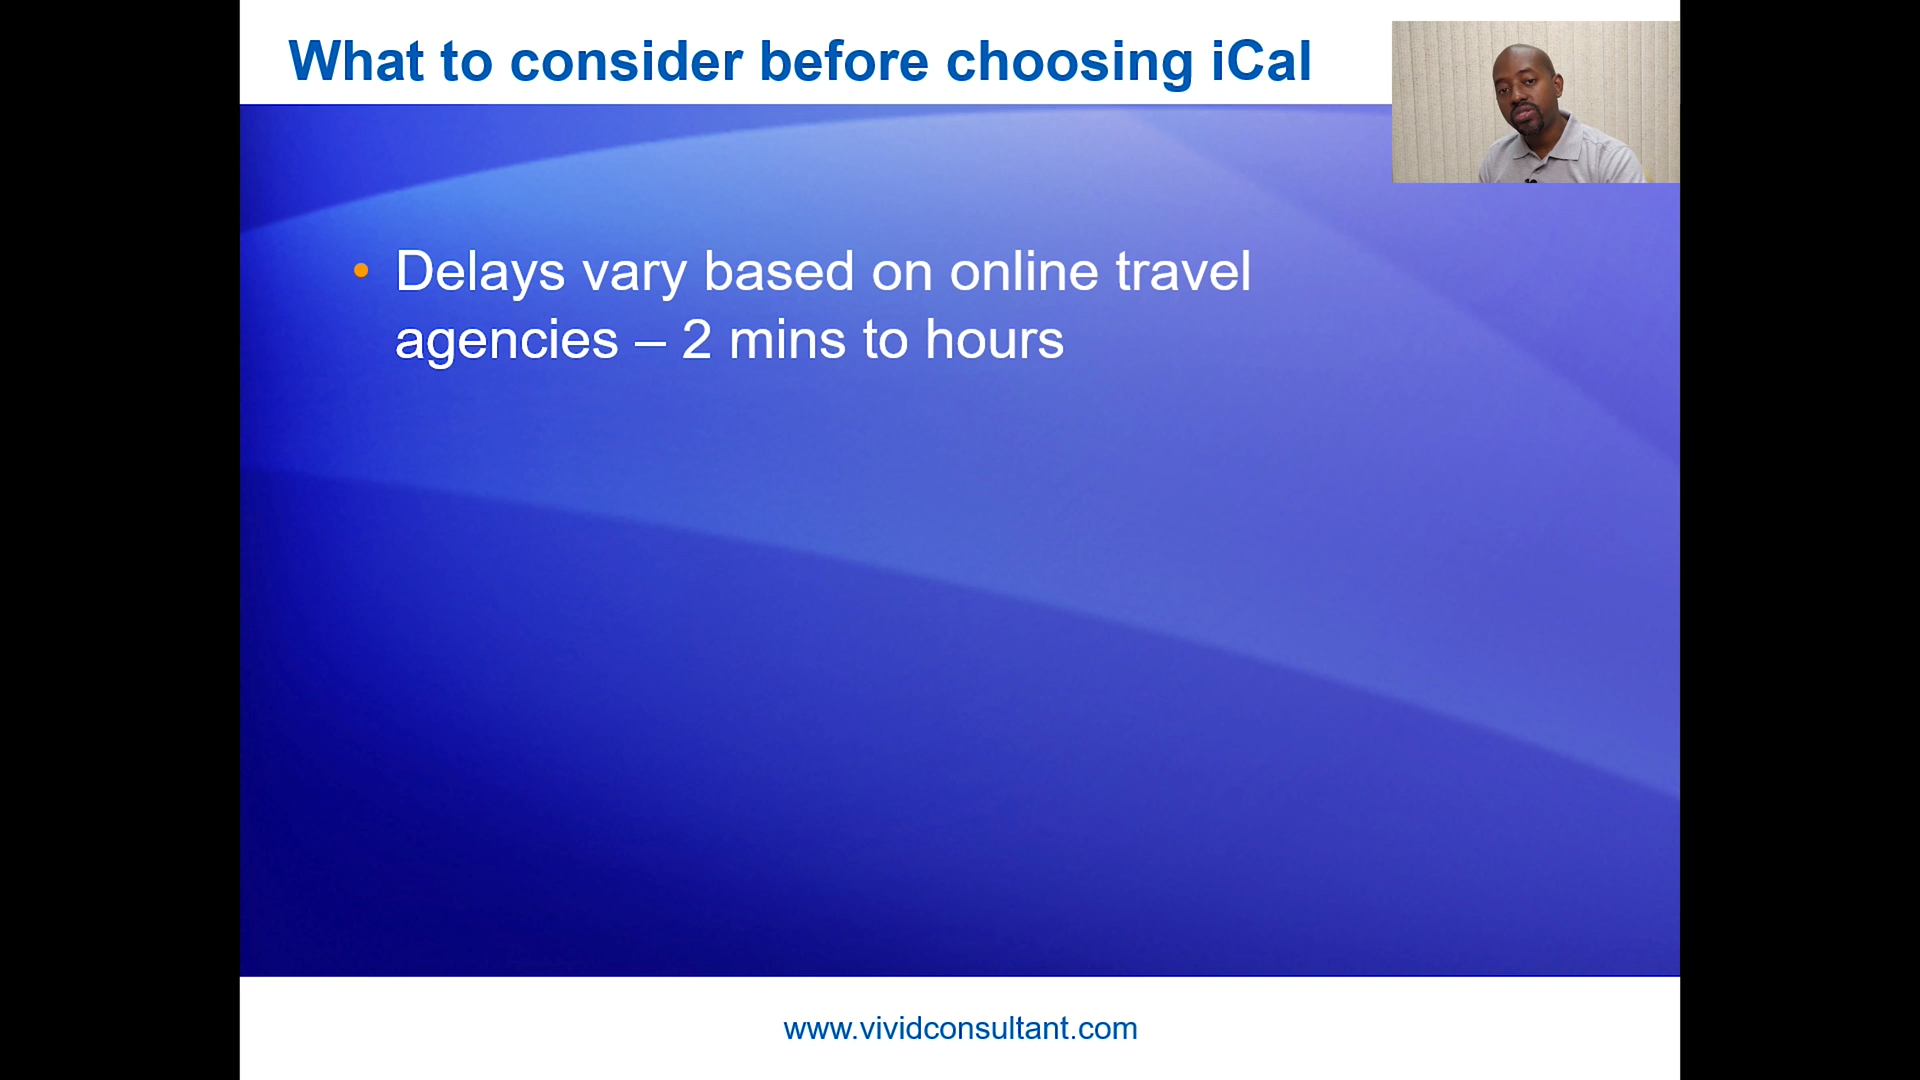 What to consider before choosing iCal
• Delays vary based on online travel
agencies – 2 mins to hours
www.vividconsultant.com